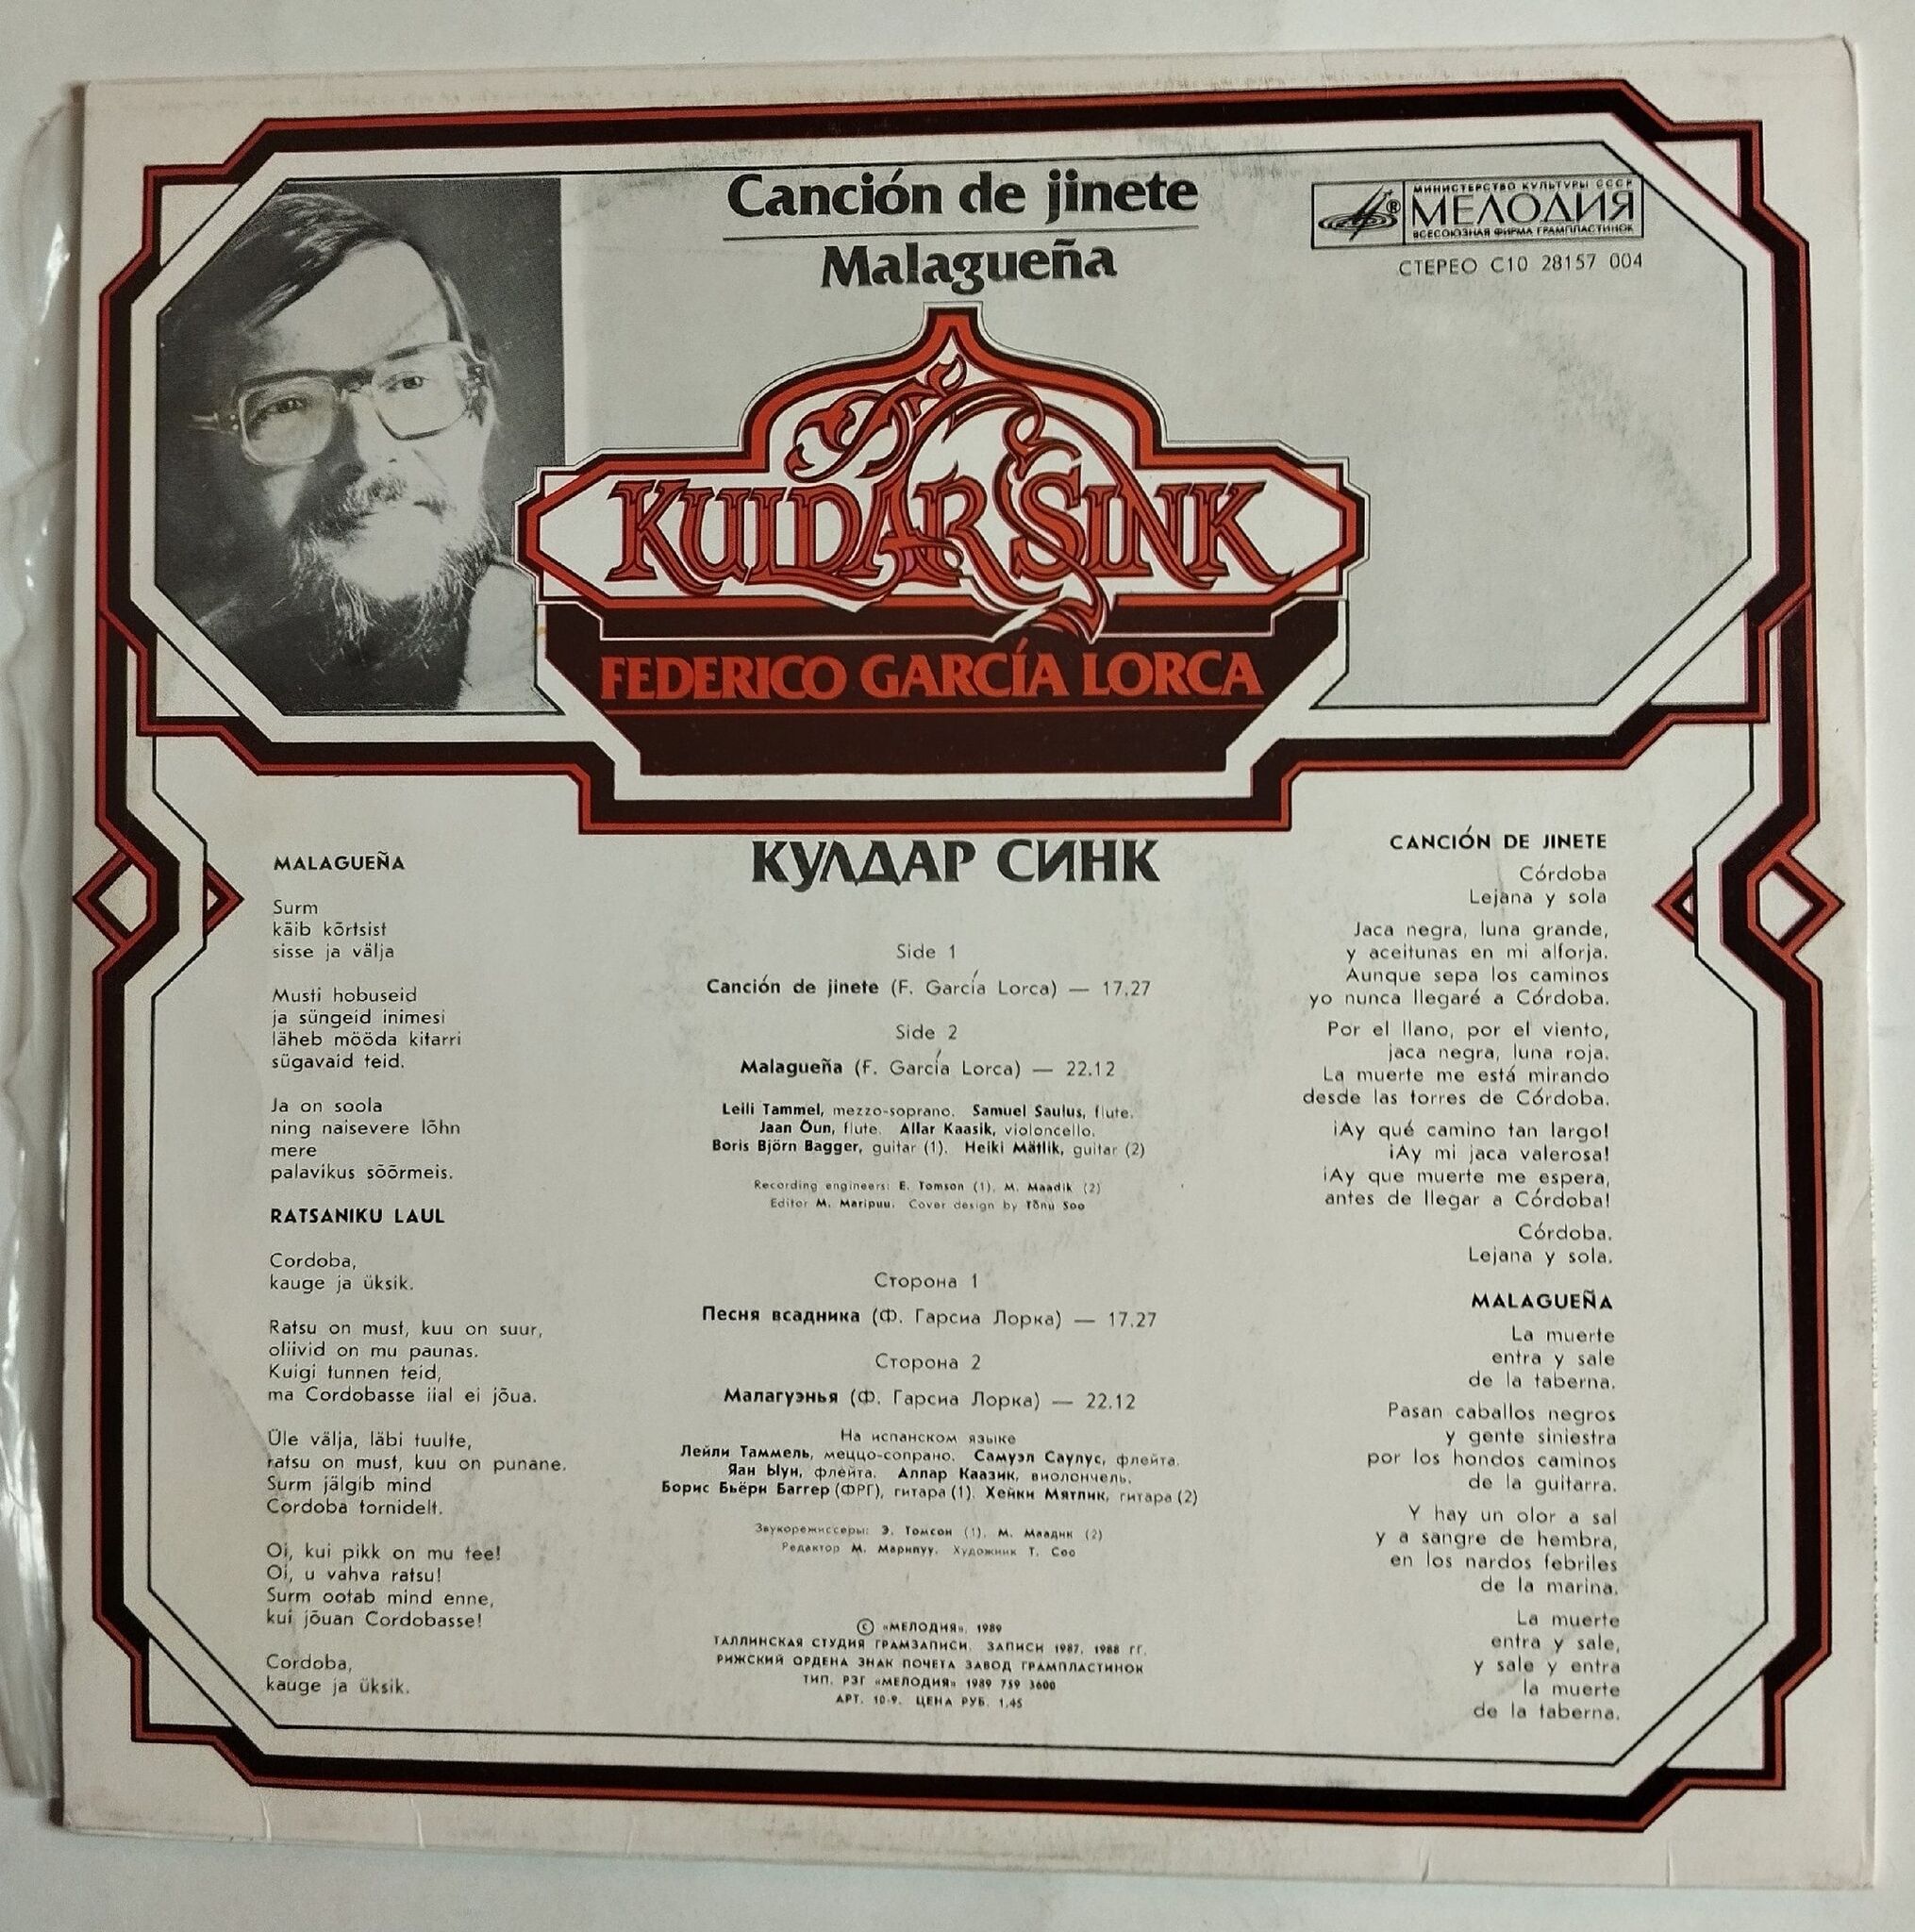 Canción de jinete
Malagueña
МИНИСТЕРСТВО КУЛЬТУРЫ СССР
МЕЛОДИЯ
ВСЕСОЮЗНАЯ ФИРМА ГРАМПЛАСТИНОК
СТЕРЕО С10 28157 004
KULDAR SINK
FEDERICO GARCÍA LORCA
MALAGUEÑA
Surm
käib kõrtsist
sisse ja välja
Musti hobuseid
ja süngeid inimesi
läheb mööda kitarri
sügavaid teid.
Ja on soola
ning naisevere lõhn
mere
palavikus sõõrmeis.
RATSANIKU LAUL
Cordoba,
kauge ja üksik.
Ratsu on must, kuu on suur,
oliivid on mu paunas.
Kuigi tunnen teid,
ma Cordobasse iial ei jõua.
Üle välja, läbi tuulte,
ratsu on must, kuu on punane.
Surm jälgib mind
Cordoba tornidelt.
Oi, kui pikk on mu tee!
Oi, u vahva ratsu!
Surm ootab mind enne,
kui jõuan Cordobasse!
Cordoba,
kauge ja üksik.
КУЛДАР СИНК
Side 1
Canción de jinete (F. García Lorca) — 17.27
Side 2
Malagueña (F. García Lorca) — 22.12
Leili Tammel, mezzo-soprano. Samuel Saulus, flute.
Jaan Õun, flute. Allar Kaasik, violoncello.
Boris Björn Bagger, guitar (1). Heiki Mätlik, guitar (2)
Recording engineers: E. Tomson (1), M. Maadik (2)
Editor M. Maripuu. Cover design by Tõnu Soo
Сторона 1
Песня всадника (Ф. Гарсиа Лорка) — 17.27
Сторона 2
Малагуэнья (Ф. Гарсиа Лорка) — 22.12
На испанском языке
Лейли Таммель, меццо-сопрано. Самуэл Саулус, флейта.
Яан Ыун, флейта. Аллар Каазик, виолончель.
Борис Бьёрн Баггер (ФРГ), гитара (1). Хейки Мятлик, гитара (2)
Звукорежиссеры: Э. Томсон (1), М. Маадик (2)
Редактор М. Марипуу. Художник Т. Соо
© «МЕЛОДИЯ», 1989
ТАЛЛИНСКАЯ СТУДИЯ ГРАМЗАПИСИ. ЗАПИСИ 1987, 1988 ГГ.
РИЖСКИЙ ОРДЕНА ЗНАК ПОЧЕТА ЗАВОД ГРАМПЛАСТИНОК
ТИП. РЗГ «МЕЛОДИЯ» 1989 759 3600
АРТ. 10-9. ЦЕНА РУБ. 1,45
CANCIÓN DE JINETE
Córdoba
Lejana y sola
Jaca negra, luna grande,
y aceitunas en mi alforja.
Aunque sepa los caminos
yo nunca llegaré a Córdoba.
Por el llano, por el viento,
jaca negra, luna roja.
La muerte me está mirando
desde las torres de Córdoba.
¡Ay qué camino tan largo!
¡Ay mi jaca valerosa!
¡Ay que muerte me espera,
antes de llegar a Córdoba!
Córdoba.
Lejana y sola.
MALAGUEÑA
La muerte
entra y sale
de la taberna.
Pasan caballos negros
y gente siniestra
por los hondos caminos
de la guitarra.
Y hay un olor a sal
y a sangre de hembra,
en los nardos febriles
de la marina.
La muerte
entra y sale,
y sale y entra
la muerte
de la taberna.